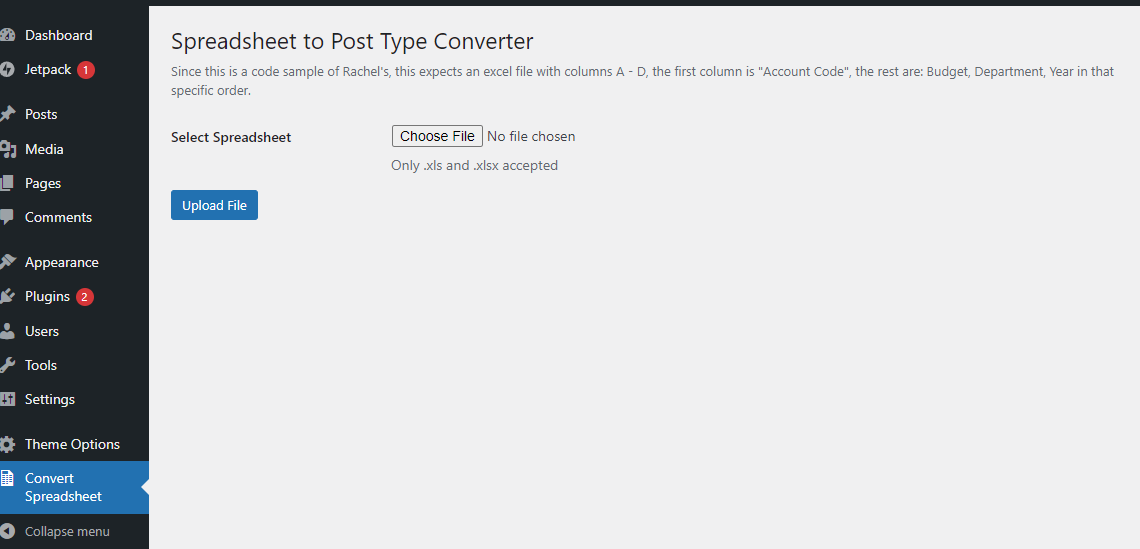 Dashboard
Jetpack 1
Posts
Media
Pages
Comments
Appearance
Plugins 2
Users
Tools
Settings
Theme Options
Convert
Spreadsheet
Collapse menu
Spreadsheet to Post Type Converter
Since this is a code sample of Rachel's, this expects an excel file with columns A - D, the first column is "Account Code", the rest are: Budget, Department, Year in that
specific order.
Select Spreadsheet
Choose File No file chosen
Only .xls and .xlsx accepted
Upload File